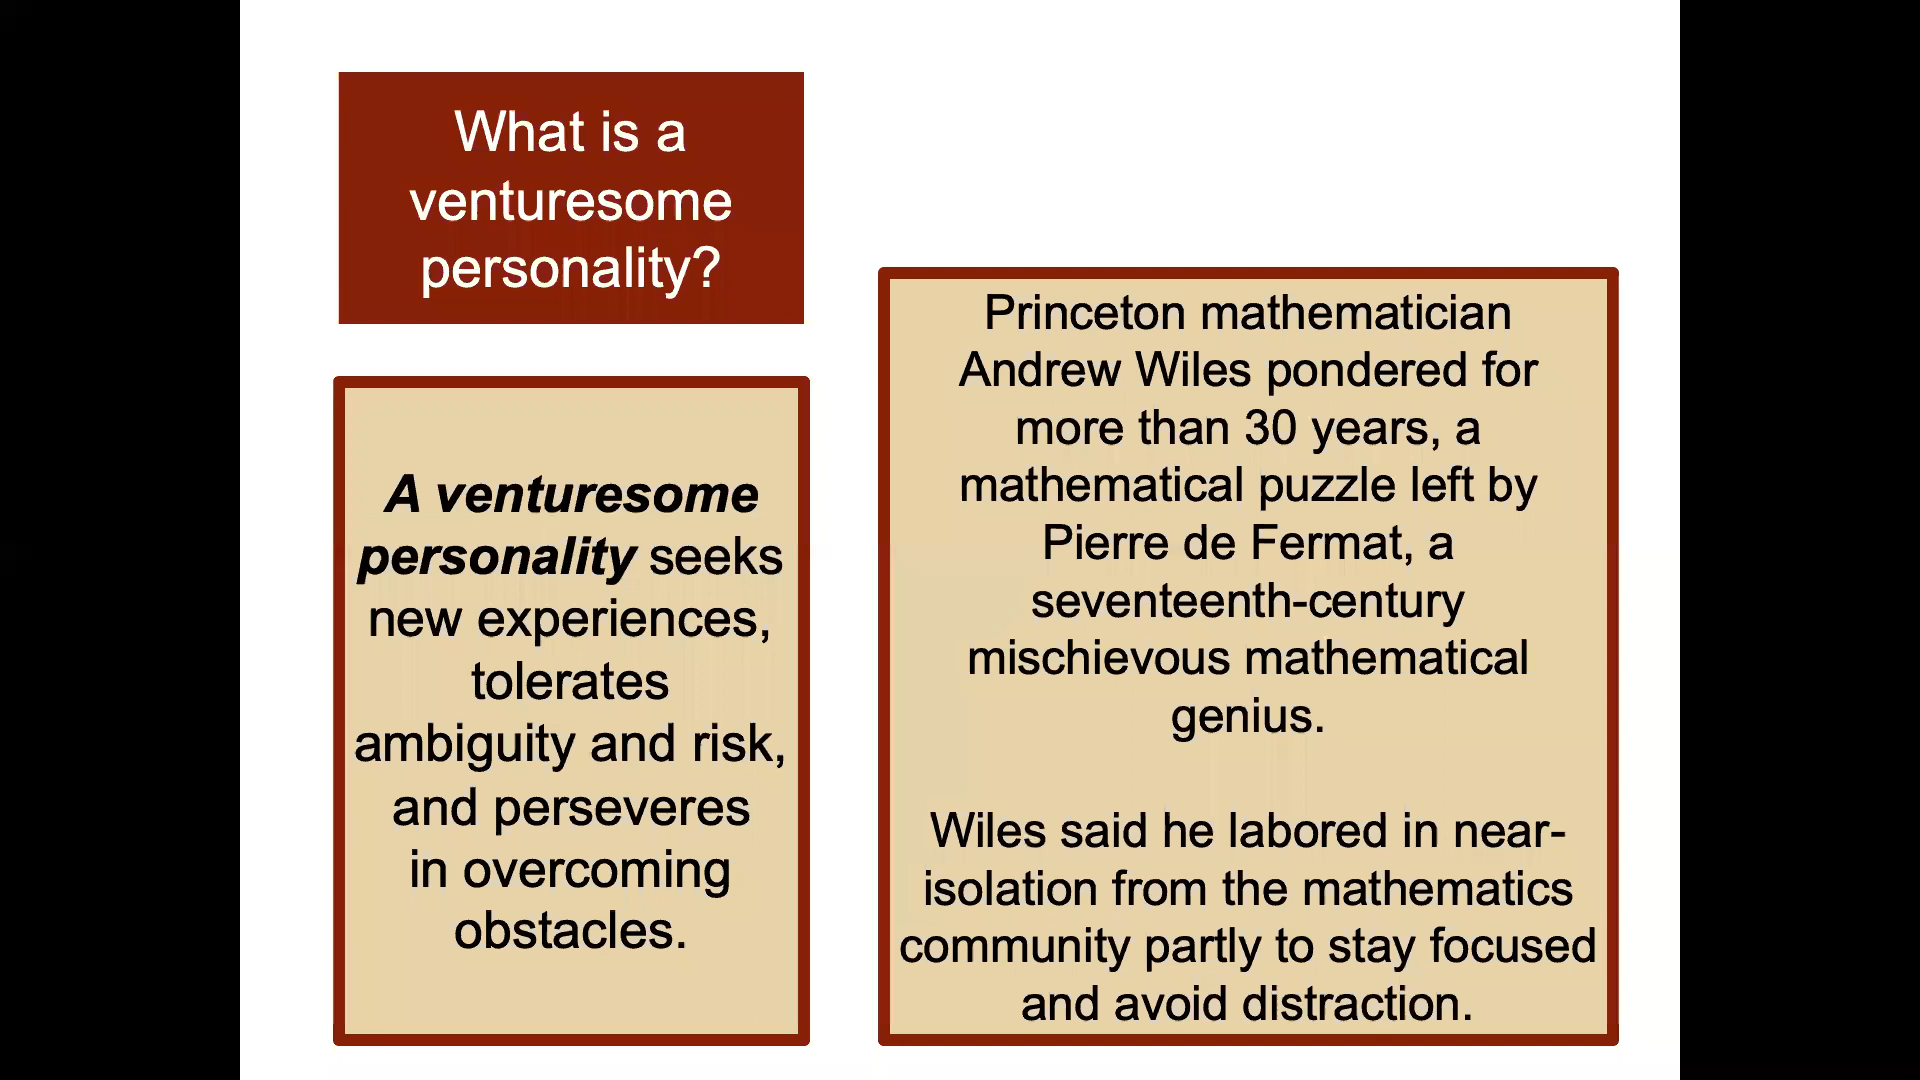 What is a
venturesome
personality?
A venturesome
personality seeks
new experiences,
tolerates
ambiguity and risk,
and perseveres
in overcoming
obstacles.
Princeton mathematician
Andrew Wiles pondered for
more than 30 years, a
mathematical puzzle left by
Pierre de Fermat, a
seventeenth-century
mischievous mathematical
genius.
Wiles said he labored in near-
isolation from the mathematics
community partly to stay focused
and avoid distraction.